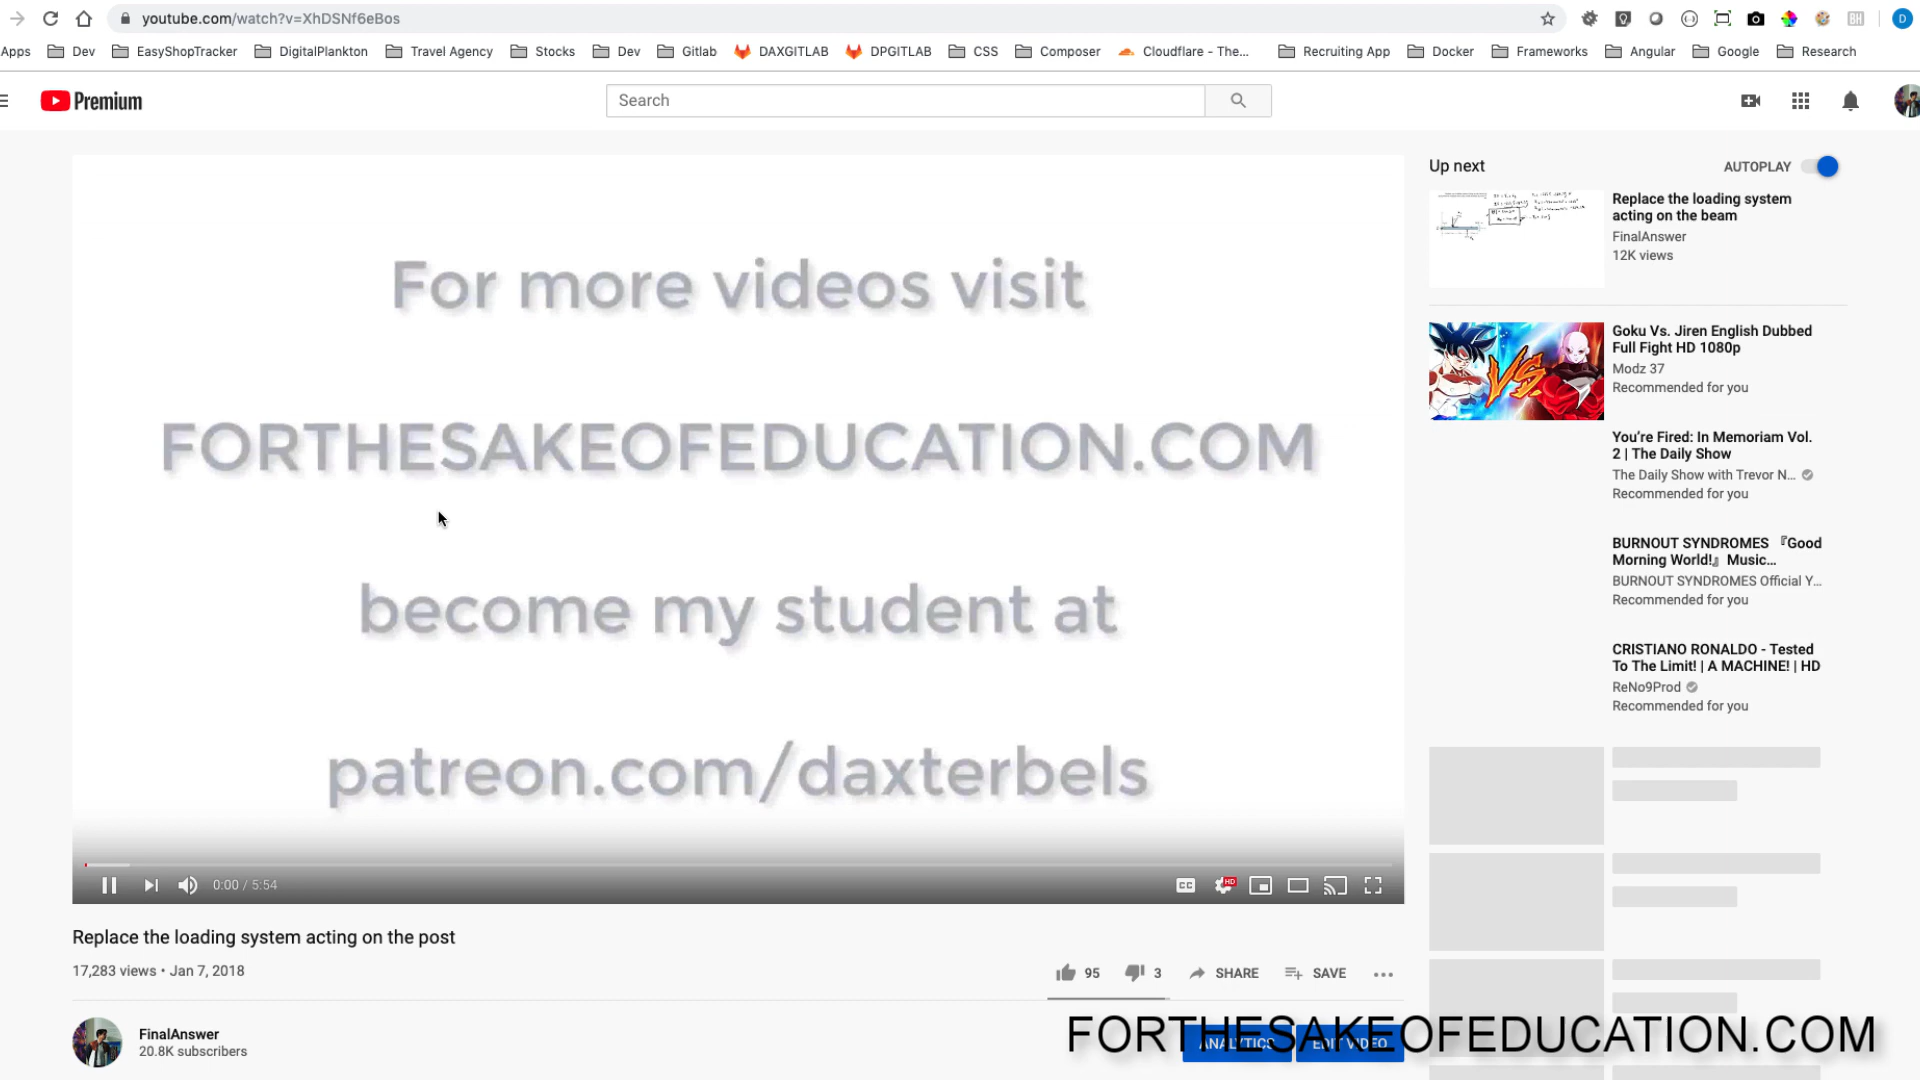 youtube.com/watch?v=XhDSNf6eBos
Apps Dev EasyShopTracker DigitalPlankton Travel Agency Stocks Dev Gitlab DAXGITLAB DPGITLAB CSS Composer Cloudflare - The... Recruiting App Docker Frameworks Angular Google Research
Premium
Search
For more videos visit
FORTHESAKEOFEDUCATION.COM
become my student at
patreon.com/daxterbels
0:00 / 5:54
CC
HD
Replace the loading system acting on the post
17,283 views • Jan 7, 2018
95 3 SHARE SAVE
FinalAnswer
20.8K subscribers
ANALYTICS EDIT VIDEO
Up next
AUTOPLAY
Replace the loading system
acting on the beam
FinalAnswer
12K views
VS.
Goku Vs. Jiren English Dubbed
Full Fight HD 1080p
Modz 37
Recommended for you
You're Fired: In Memoriam Vol.
2 | The Daily Show
The Daily Show with Trevor N...
Recommended for you
BURNOUT SYNDROMES 『Good
Morning World!』 Music...
BURNOUT SYNDROMES Official Y...
Recommended for you
CRISTIANO RONALDO - Tested
To The Limit! | A MACHINE! | HD
ReNo9Prod
Recommended for you
FORTHESAKEOFEDUCATION.COM